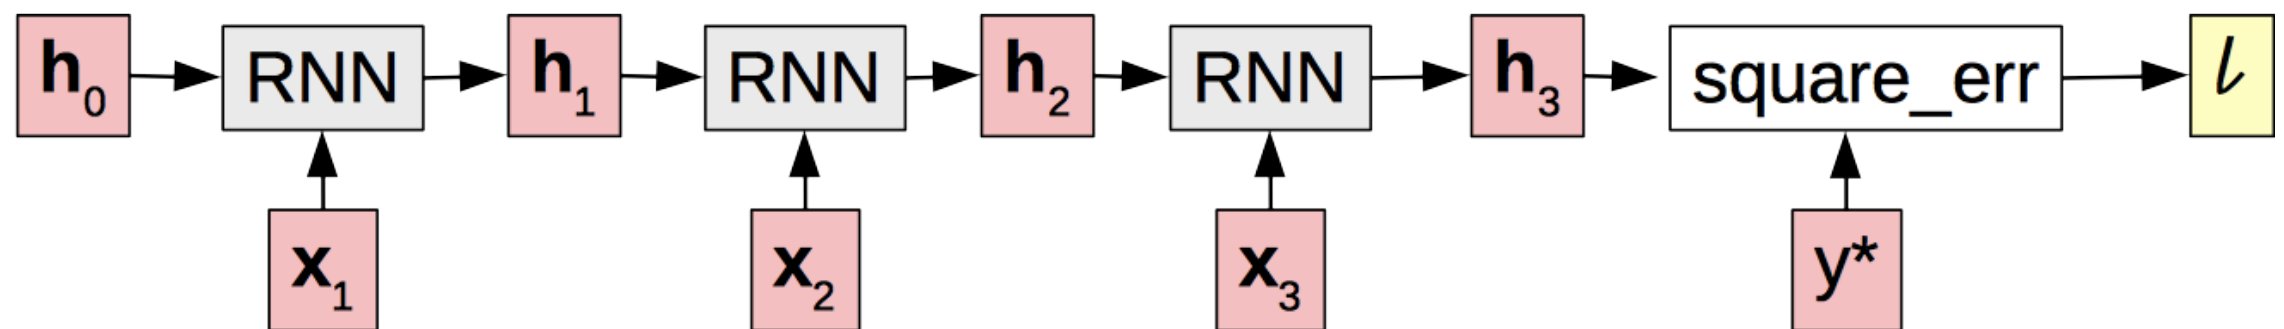 h₀ RNN h₁ RNN h₂ RNN h₃ square_err l
x₁ x₂ x₃ y*